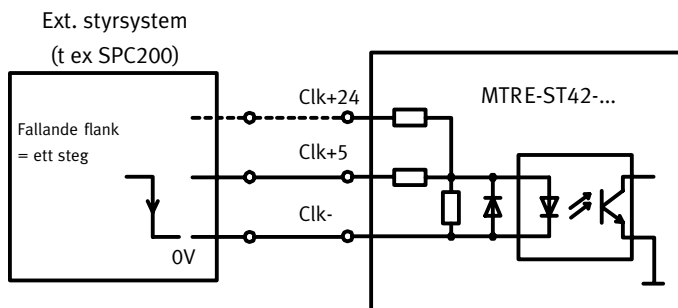 Ext. styrsystem
(t ex SPC200)
Clk+24
MTRE-ST42-...
Fallande flank
= ett steg
Clk+5
Clk-
0V